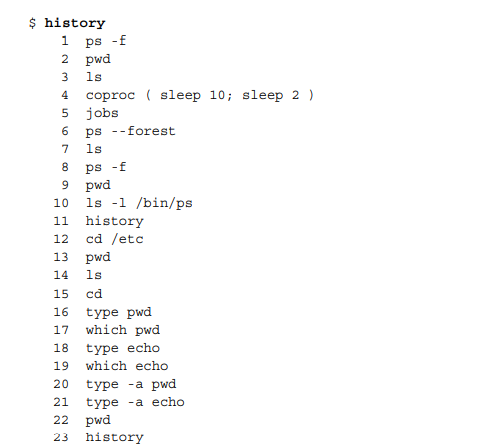 $ history
1 ps -f
2 pwd
3 ls
4 coproc ( sleep 10; sleep 2 )
5 jobs
6 ps --forest
7 ls
8 ps -f
9 pwd
10 ls -l /bin/ps
11 history
12 cd /etc
13 pwd
14 ls
15 cd
16 type pwd
17 which pwd
18 type echo
19 which echo
20 type -a pwd
21 type -a echo
22 pwd
23 history